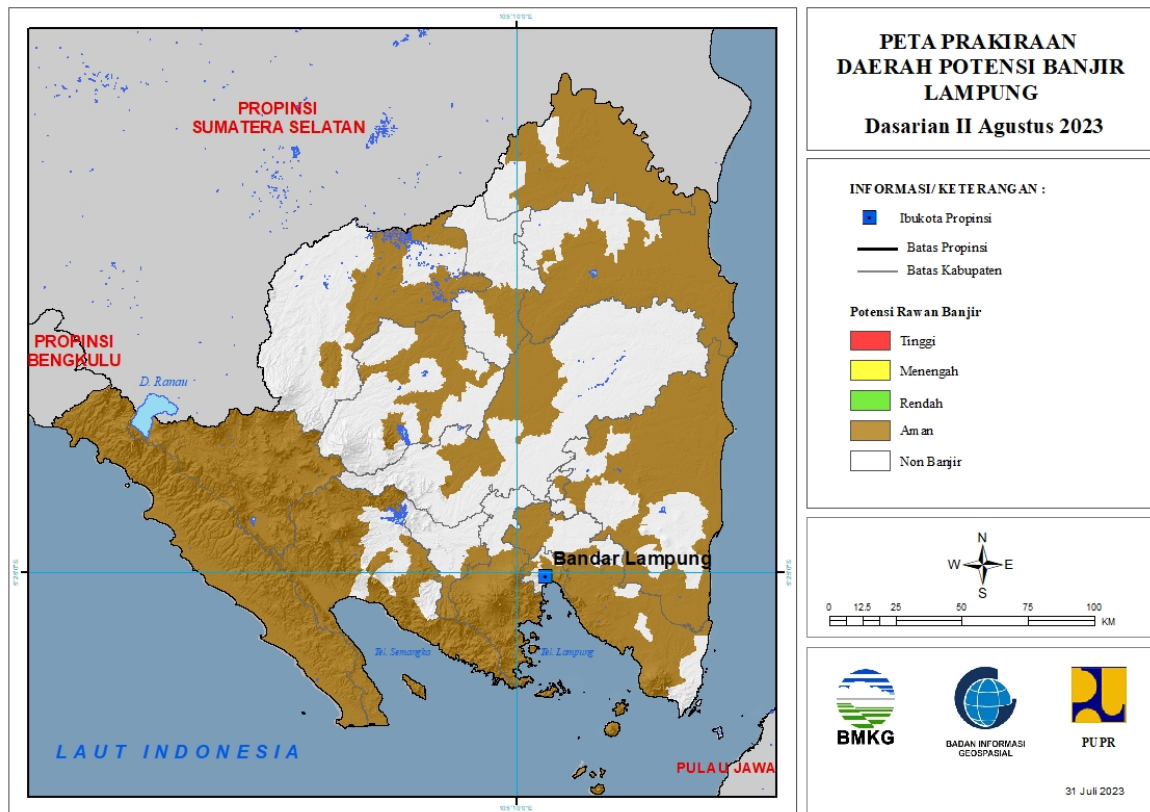 PETA PRAKIRAAN
DAERAH POTENSI BANJIR
LAMPUNG
Dasarian II Agustus 2023
INFORMASI/ KETERANGAN :
Ibukota Propinsi
Batas Propinsi
Batas Kabupaten
Potensi Rawan Banjir
Tinggi
Menengah
Rendah
Aman
Non Banjir
N
W
E
S
0 12.5 25 50 75 100
KM
BMKG
BADAN INFORMASI
GEOSPASIAL
PUPR
31 Juli 2023
PROPINSI
SUMATERA SELATAN
PROPINSI
BENGKULU
D. Ranau
Bandar Lampung
Tel. Semangka
Tel. Lampung
LAUT INDONESIA
PULAU JAWA